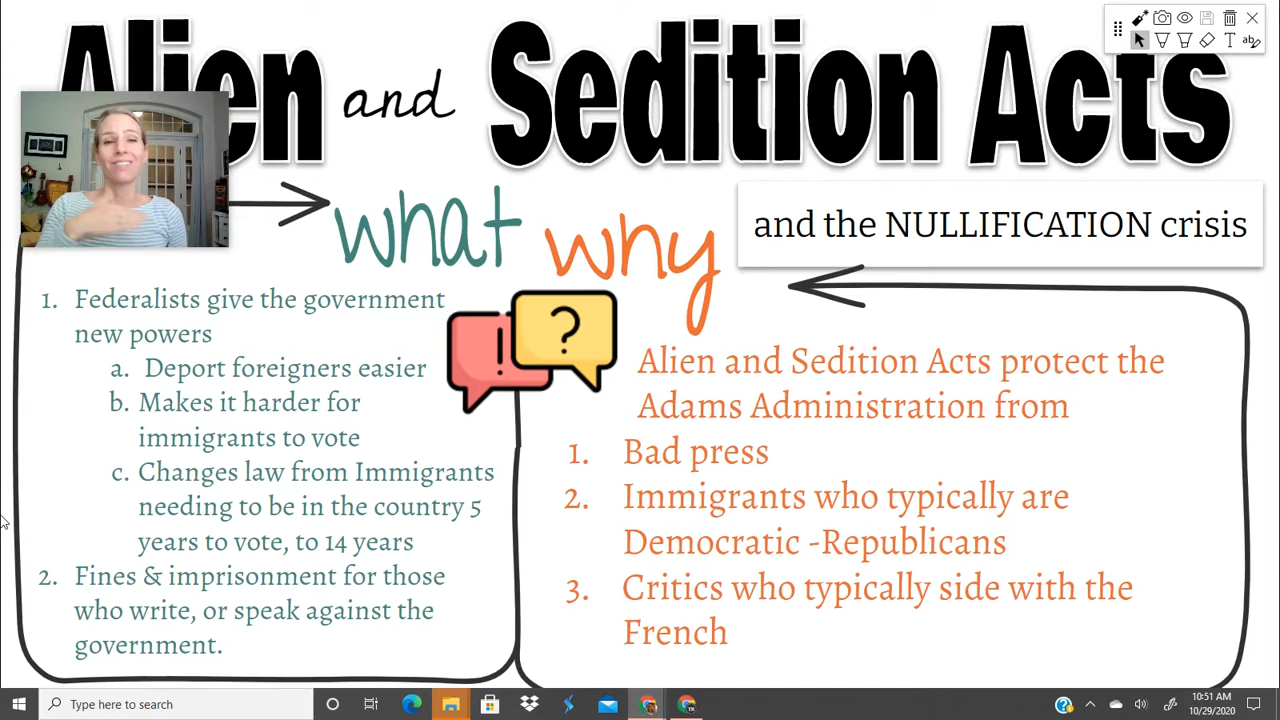 Alien and Sedition Acts
what
why
and the NULLIFICATION crisis
1. Federalists give the government
new powers
a. Deport foreigners easier
b. Makes it harder for
immigrants to vote
c. Changes law from Immigrants
needing to be in the country 5
years to vote, to 14 years
2. Fines & imprisonment for those
who write, or speak against the
government.
! ?
Alien and Sedition Acts protect the
Adams Administration from
1. Bad press
2. Immigrants who typically are
Democratic -Republicans
3. Critics who typically side with the
French
T ab
Type here to search
10:51 AM
10/29/2020